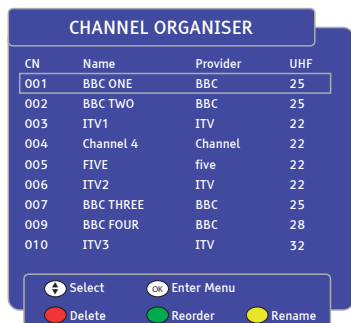 CHANNEL ORGANISER
CN Name Provider UHF
001 BBC ONE BBC 25
002 BBC TWO BBC 25
003 ITV1 ITV 22
004 Channel 4 Channel 22
005 FIVE five 22
006 ITV2 ITV 22
007 BBC THREE BBC 25
009 BBC FOUR BBC 28
010 ITV3 ITV 32
Select OK Enter Menu
Delete Reorder Rename